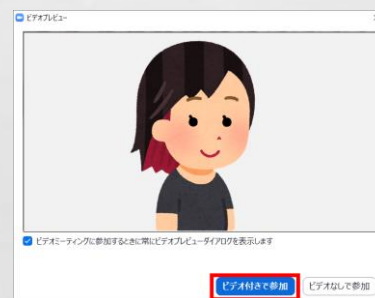 ビデオプレビュー
ビデオミーティングに参加するときに常にビデオプレビューダイアログを表示します
ビデオ付きで参加
ビデオなしで参加